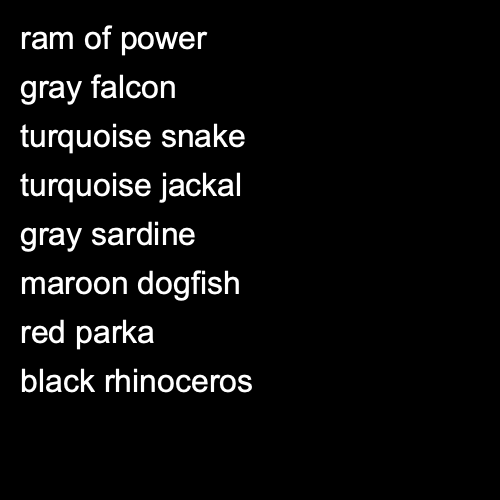 ram of power
gray falcon
turquoise snake
turquoise jackal
gray sardine
maroon dogfish
red parka
black rhinoceros